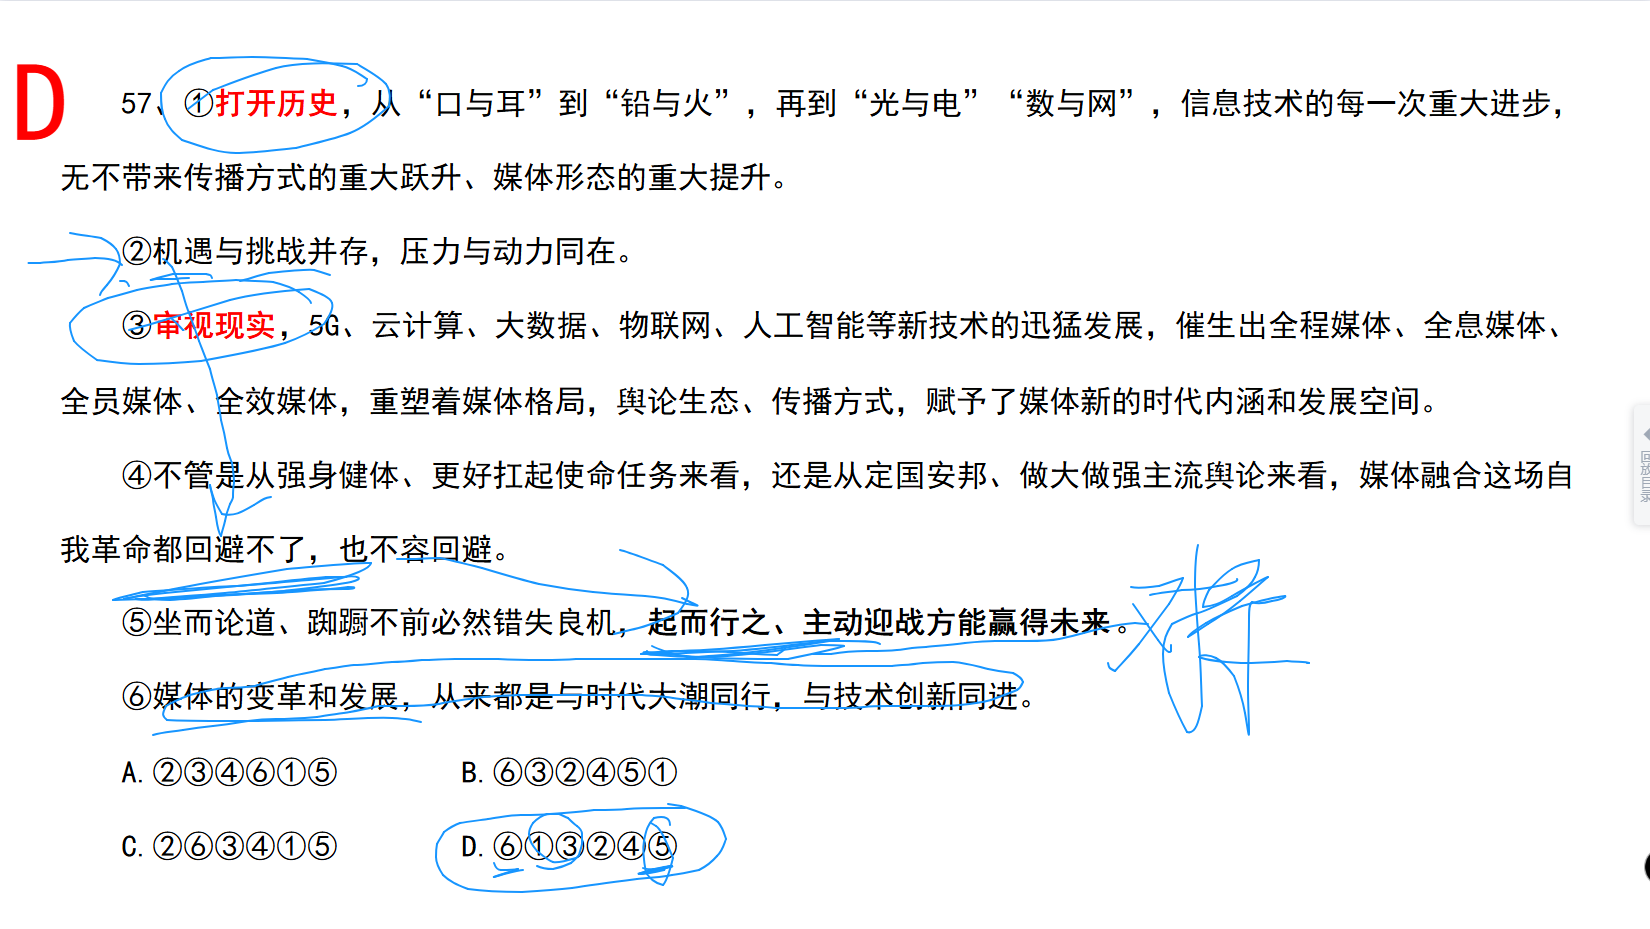 D
57、①打开历史，从“口与耳”到“铅与火”，再到“光与电”“数与网”，信息技术的每一次重大进步，
无不带来传播方式的重大跃升、媒体形态的重大提升。
②机遇与挑战并存，压力与动力同在。
③审视现实，5G、云计算、大数据、物联网、人工智能等新技术的迅猛发展，催生出全程媒体、全息媒体、
全员媒体、全效媒体，重塑着媒体格局，舆论生态、传播方式，赋予了媒体新的时代内涵和发展空间。
④不管是从强身健体、更好扛起使命任务来看，还是从定国安邦、做大做强主流舆论来看，媒体融合这场自
我革命都回避不了，也不容回避。
⑤坐而论道、踟蹰不前必然错失良机，起而行之、主动迎战方能赢得未来。
⑥媒体的变革和发展，从来都是与时代大潮同行，与技术创新同进。
A.②③④⑥①⑤ B.⑥③②④⑤①
C.②⑥③④①⑤ D.⑥①③②④⑤
回放目录